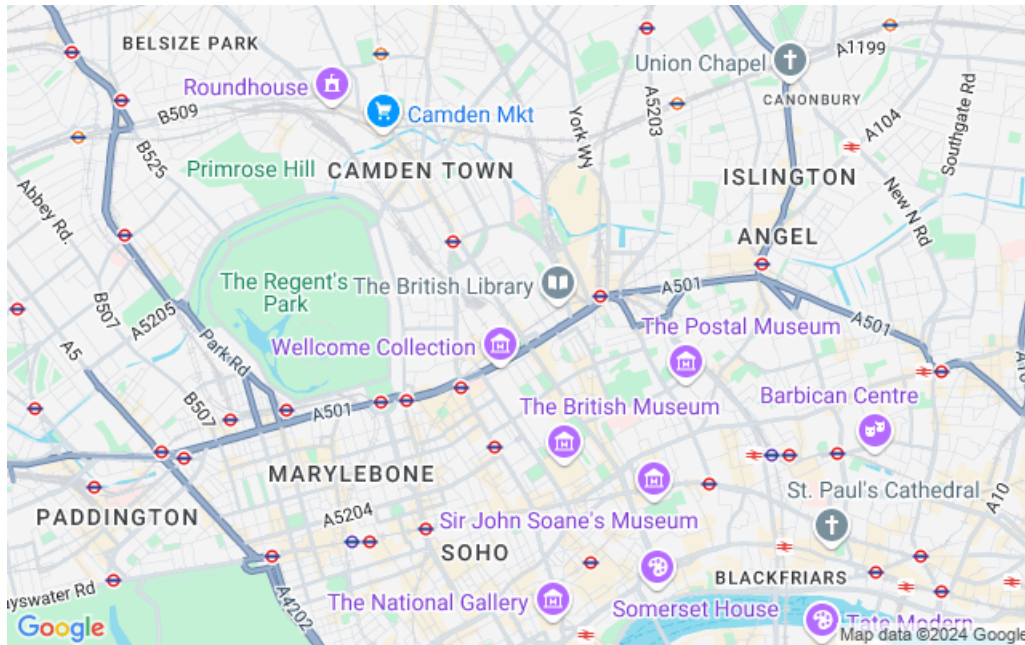 BELSIZE PARK
A1199
Union Chapel
Roundhouse
CANONBURY
B509
Camden Mkt
York Wy
A5203
A104
Southgate Rd
B525
Primrose Hill
CAMDEN TOWN
ISLINGTON
Abbey Rd.
New N Rd
ANGEL
The Regent's
Park
The British Library
A501
B507
A5205
Park Rd
A501
A5
Wellcome Collection
The Postal Museum
B507
A501
The British Museum
Barbican Centre
MARYLEBONE
St. Paul's Cathedral
A10
PADDINGTON
A5204
Sir John Soane's Museum
SOHO
BLACKFRIARS
The National Gallery
Somerset House
A4202
Google
Tate Modern
Map data ©2024 Google